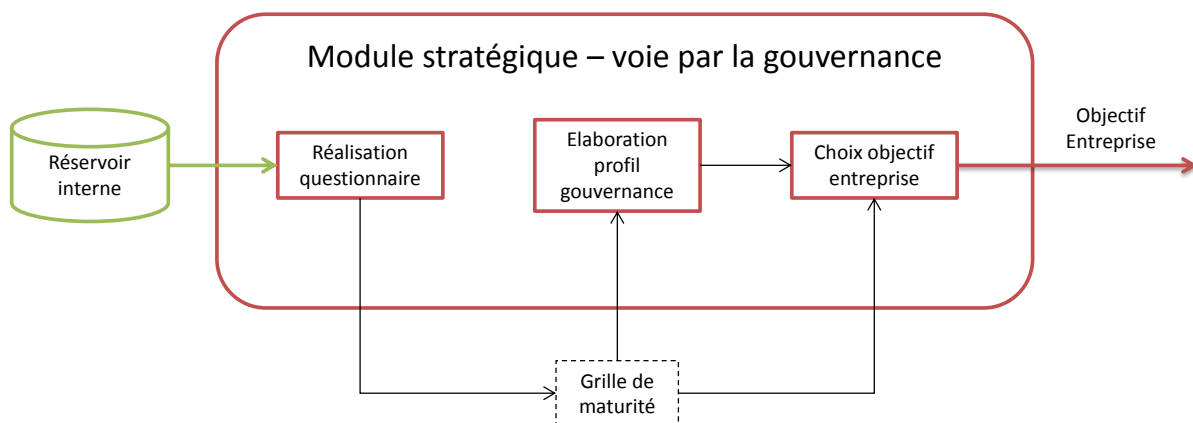 Module stratégique – voie par la gouvernance
Réservoir
interne
Réalisation
questionnaire
Elaboration
profil
gouvernance
Choix objectif
entreprise
Objectif
Entreprise
Grille de
maturité